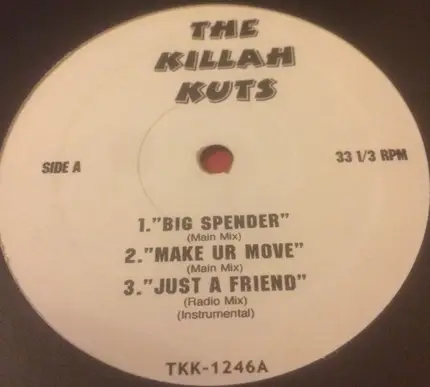 THE
KILLAH
KUTS
SIDE A
33 1/3 RPM
1."BIG SPENDER"
(Main Mix)
2."MAKE UR MOVE"
(Main Mix)
3."JUST A FRIEND"
(Radio Mix)
(Instrumental)
TKK-1246A